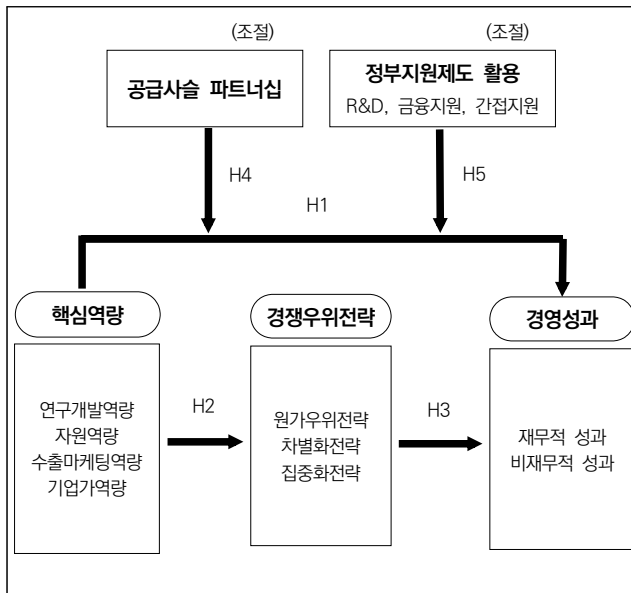 (조절)
(조절)
공급사슬 파트너십
정부지원제도 활용
R&D, 금융지원, 간접지원
H4
H5
H1
핵심역량
경쟁우위전략
경영성과
연구개발역량
자원역량
수출마케팅역량
기업가역량
H2
원가우위전략
차별화전략
집중화전략
H3
재무적 성과
비재무적 성과